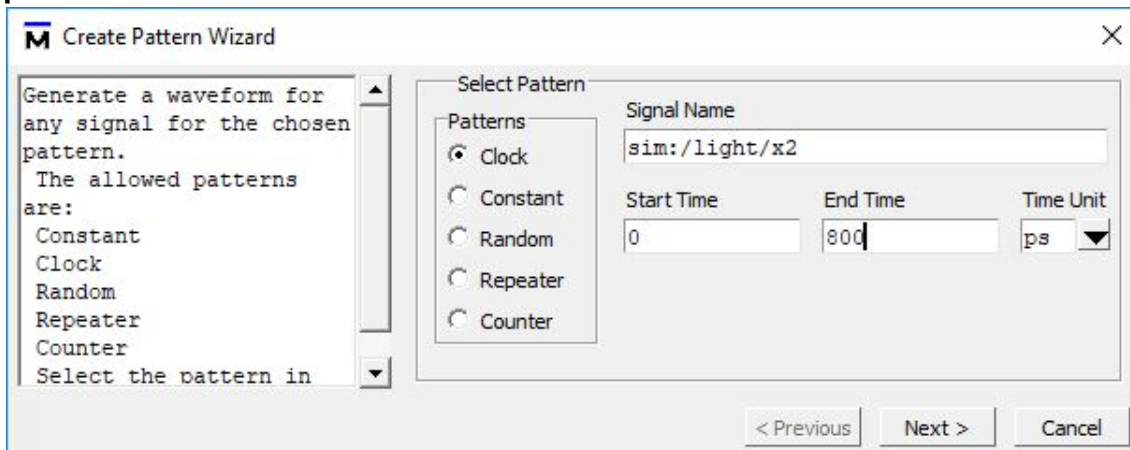 M Create Pattern Wizard
Generate a waveform for
any signal for the chosen
pattern.
The allowed patterns
are:
Constant
Clock
Random
Repeater
Counter
Select the pattern in
Select Pattern
Patterns
Clock
Constant
Random
Repeater
Counter
Signal Name
sim:/light/x2
Start Time End Time Time Unit
0 800 ps
< Previous Next > Cancel